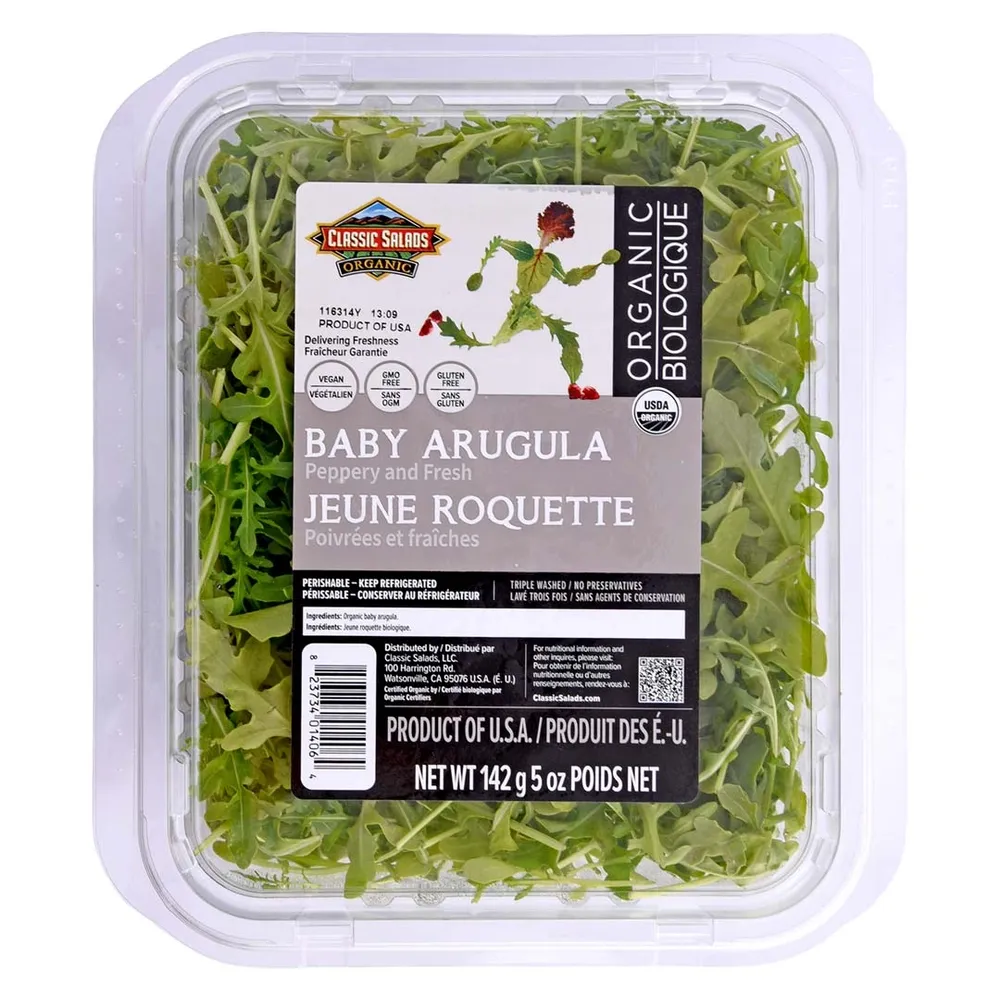 CLASSIC SALADS
ORGANIC
116314Y 13:09
PRODUCT OF USA
Delivering Freshness
Fraîcheur Garantie
VEGAN
VÉGÉTALIEN
GMO
FREE
SANS
OGM
GLUTEN
FREE
SANS
GLUTEN
ORGANIC
BIOLOGIQUE
USDA
ORGANIC
BABY ARUGULA
Peppery and Fresh
JEUNE ROQUETTE
Poivrées et fraîches
PERISHABLE – KEEP REFRIGERATED
PÉRISSABLE – CONSERVER AU RÉFRIGÉRATEUR
TRIPLE WASHED / NO PRESERVATIVES
LAVÉ TROIS FOIS / SANS AGENTS DE CONSERVATION
Ingredients: Organic baby arugula.
Ingrédients: Jeune roquette biologique.
8 23734 01406 4
Distributed by / Distribué par
Classic Salads, LLC.
100 Harrington Rd.
Watsonville, CA 95076 U.S.A. (É. U.)
Certified Organic by / Certifié biologique par
Organic Certifiers
For nutritional information and
other inquires, please visit:
Pour obtenir de l'information
nutritionnelle ou d'autres
renseignements, rendez-vous à:
ClassicSalads.com
PRODUCT OF U.S.A. / PRODUIT DES É.-U.
NET WT 142 g 5 oz POIDS NET